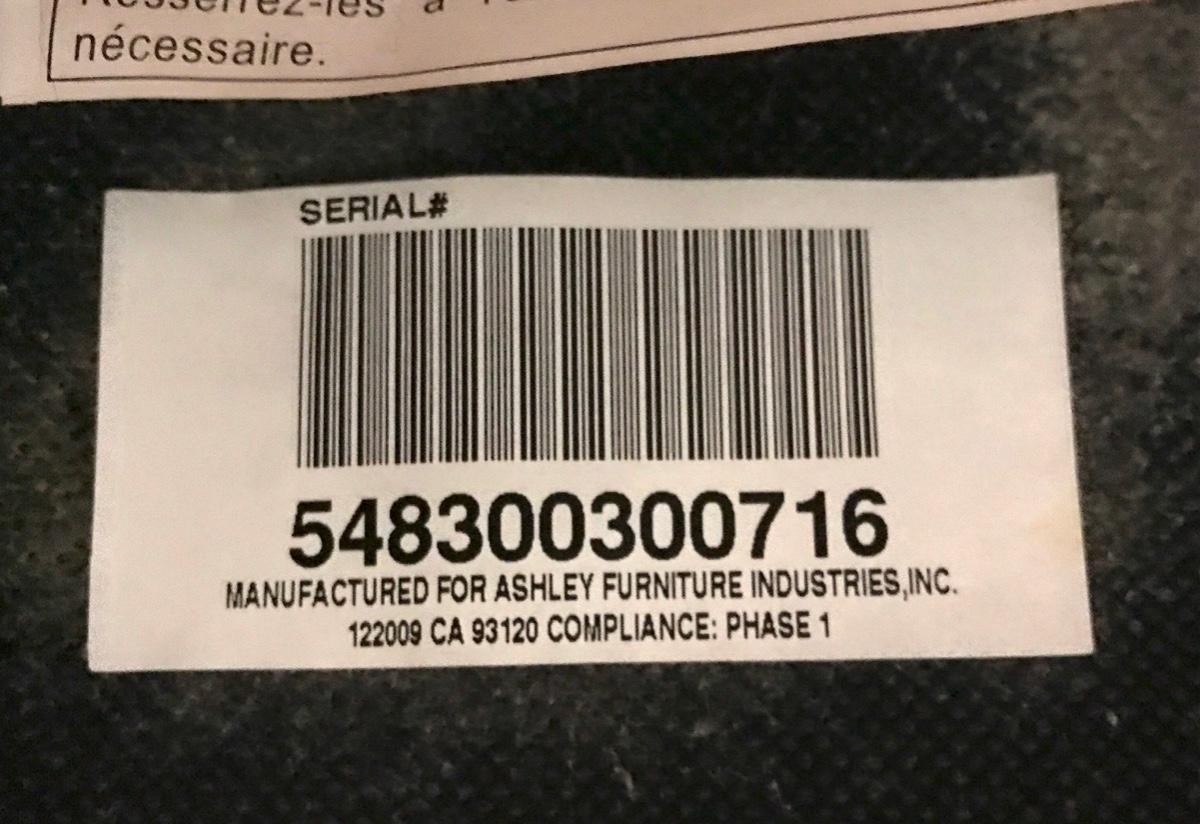 à
nécessaire.
SERIAL#
548300300716
MANUFACTURED FOR ASHLEY FURNITURE INDUSTRIES,INC.
122009 CA 93120 COMPLIANCE: PHASE 1